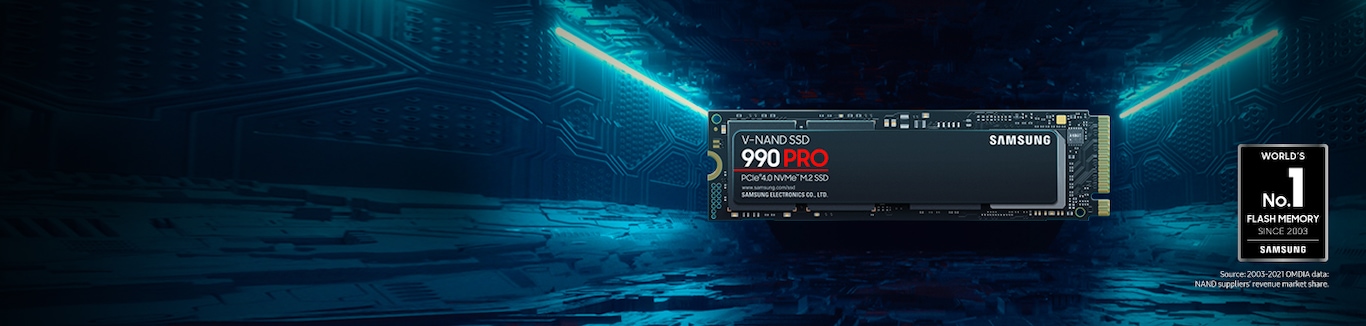 V-NAND SSD
990 PRO
PCIe® 4.0 NVMe™ M.2 SSD
www.samsung.com/ssd
SAMSUNG ELECTRONICS CO., LTD.
SAMSUNG
WORLD'S
No.1
FLASH MEMORY
SINCE 2003
SAMSUNG
Source: 2003-2021 OMDIA data:
NAND suppliers' revenue market share.